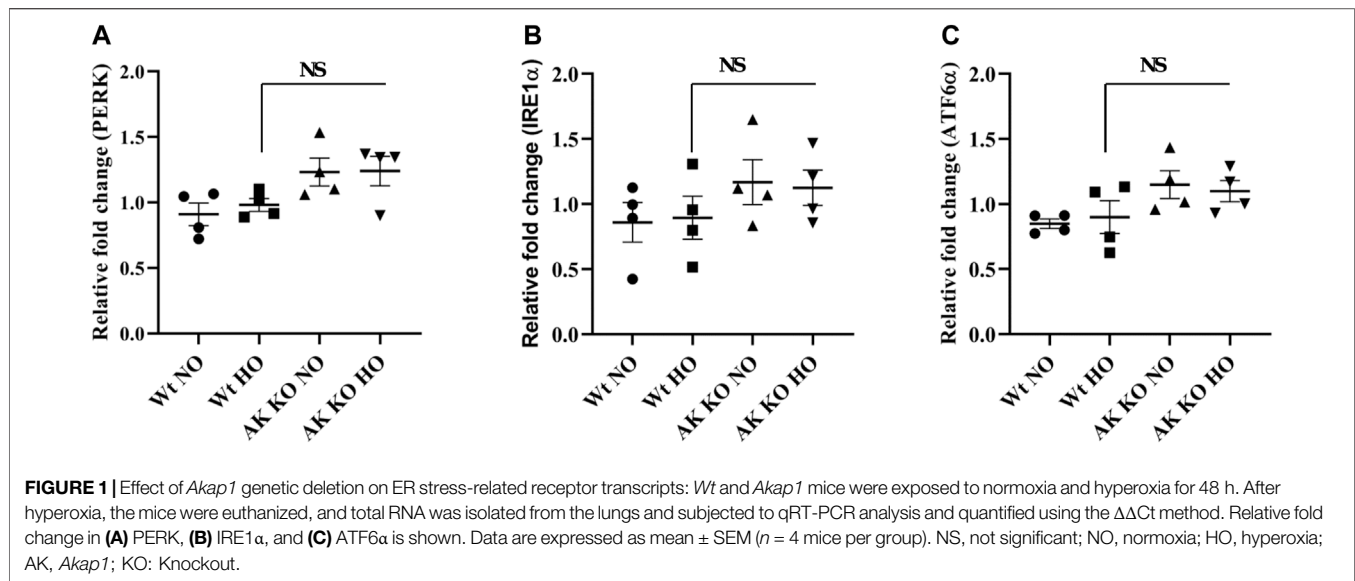 A
B
C
Relative fold change (PERK)
2.0
1.5
1.0
0.5
0.0
NS
Wt NO
Wt HO
AK KO NO
AK KO HO
Relative fold change (IRE1α)
2.0
1.5
1.0
0.5
0.0
NS
Wt NO
Wt HO
AK KO NO
AK KO HO
Relative fold change (ATF6α)
2.0
1.5
1.0
0.5
0.0
NS
Wt NO
Wt HO
AK KO NO
AK KO HO
FIGURE 1 | Effect of Akap1 genetic deletion on ER stress-related receptor transcripts: Wt and Akap1 mice were exposed to normoxia and hyperoxia for 48 h. After
hyperoxia, the mice were euthanized, and total RNA was isolated from the lungs and subjected to qRT-PCR analysis and quantified using the ΔΔCt method. Relative fold
change in (A) PERK, (B) IRE1α, and (C) ATF6α is shown. Data are expressed as mean ± SEM (n = 4 mice per group). NS, not significant; NO, normoxia; HO, hyperoxia;
AK, Akap1; KO: Knockout.